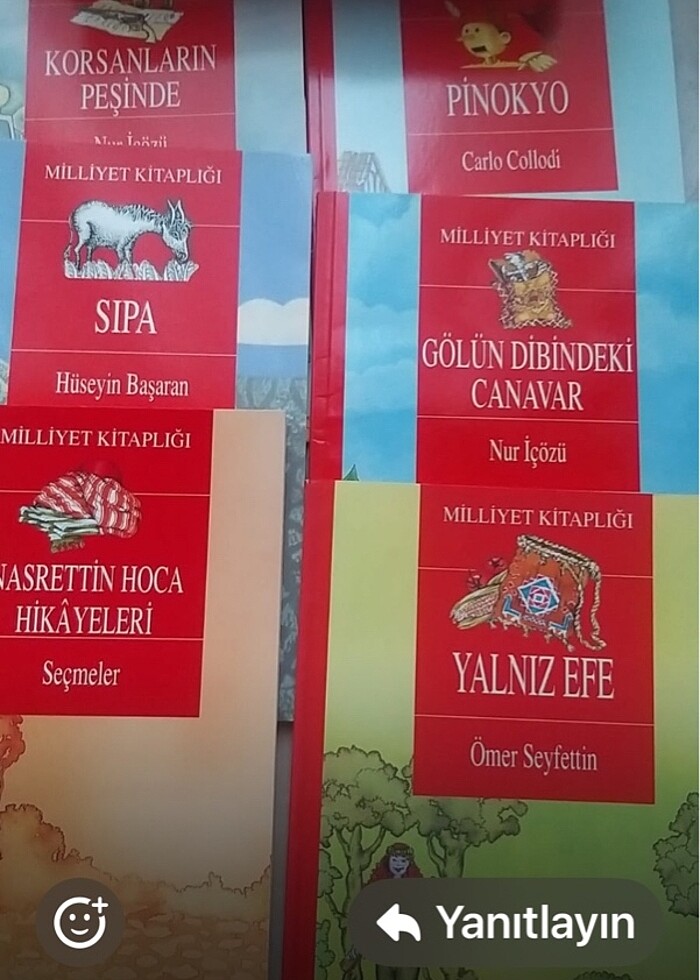 KORSANLARIN
PEŞİNDE
Nur İçözü
PİNOKYO
Carlo Collodi
MİLLİYET KİTAPLIĞI
SIPA
Hüseyin Başaran
MİLLİYET KİTAPLIĞI
GÖLÜN DİBİNDEKİ
CANAVAR
Nur İçözü
MİLLİYET KİTAPLIĞI
NASRETTİN HOCA
HİKÂYELERİ
Seçmeler
MİLLİYET KİTAPLIĞI
YALNIZ EFE
Ömer Seyfettin
Yanıtlayın